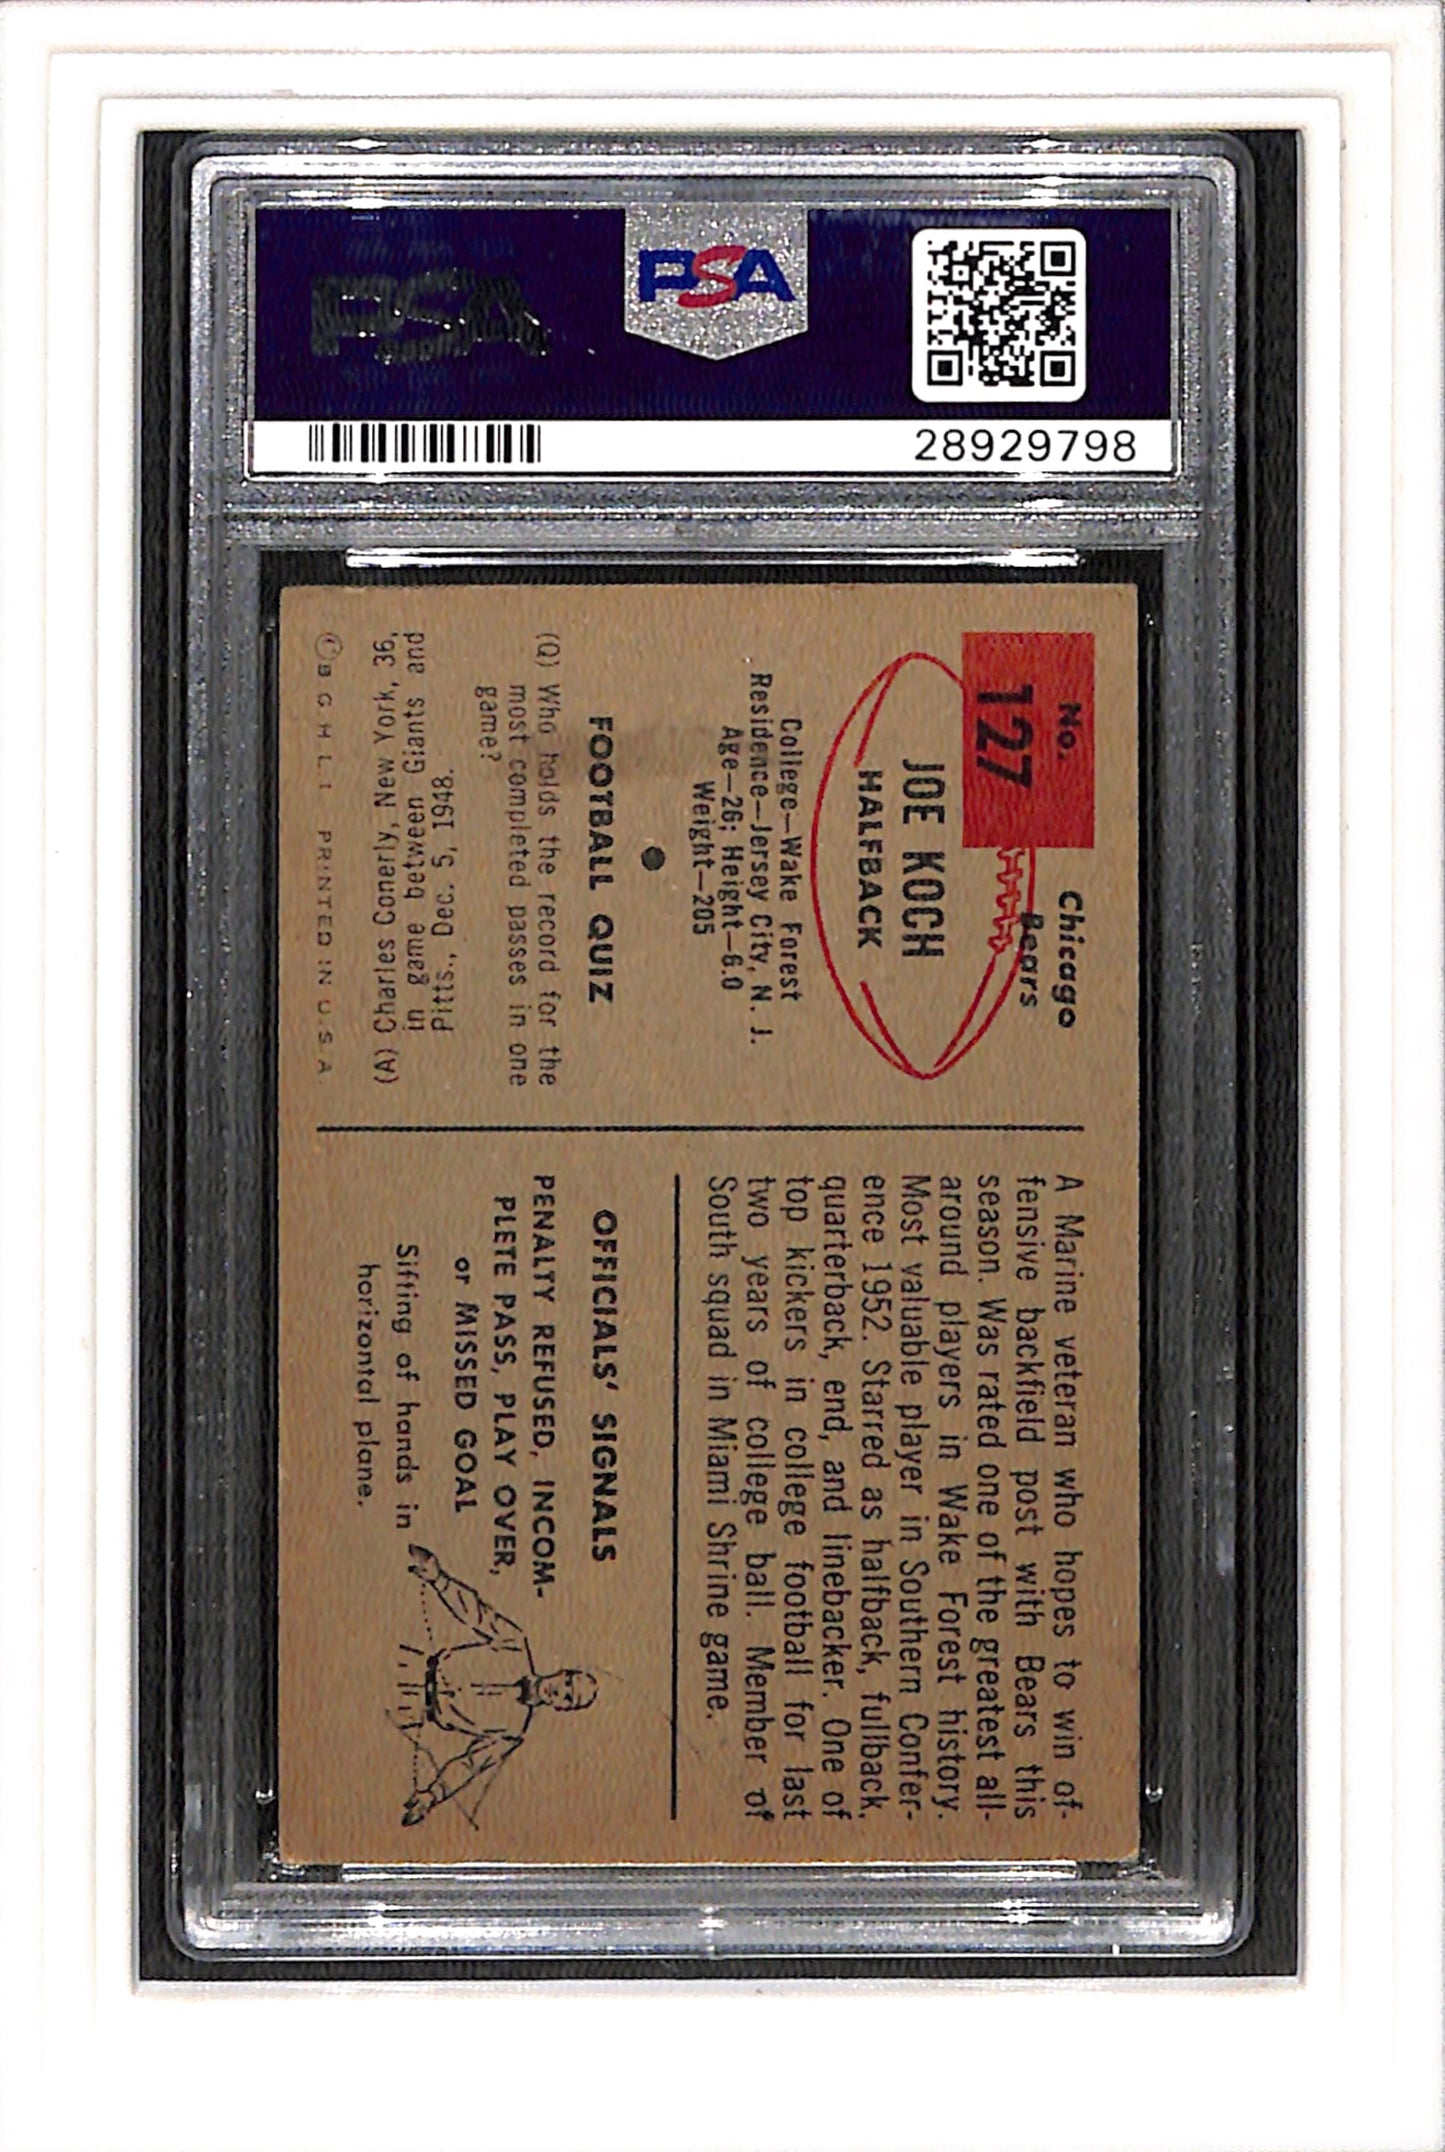 PSA
PSA
28929798
No.
127
Chicago
Bears
JOE KOCH
HALFBACK
College—Wake Forest
Residence—Jersey City, N. J.
Age—26; Height—6.0
Weight—205
FOOTBALL QUIZ
(Q) Who holds the record for the
most completed passes in one
game?
(A) Charles Conerly, New York, 36,
in game between Giants and
Pitts., Dec. 5, 1948.
©B G H L I PRINTED IN U.S.A.
A Marine veteran who hopes to win of-
fensive backfield post with Bears this
season. Was rated one of the greatest all-
around players in Wake Forest history.
Most valuable player in Southern Confer-
ence 1952. Starred as halfback, fullback,
quarterback, end, and linebacker. One of
top kickers in college football for last
two years of college ball. Member of
South squad in Miami Shrine game.
OFFICIALS' SIGNALS
PENALTY REFUSED, INCOM-
PLETE PASS, PLAY OVER,
or MISSED GOAL
Sifting of hands in
horizontal plane.